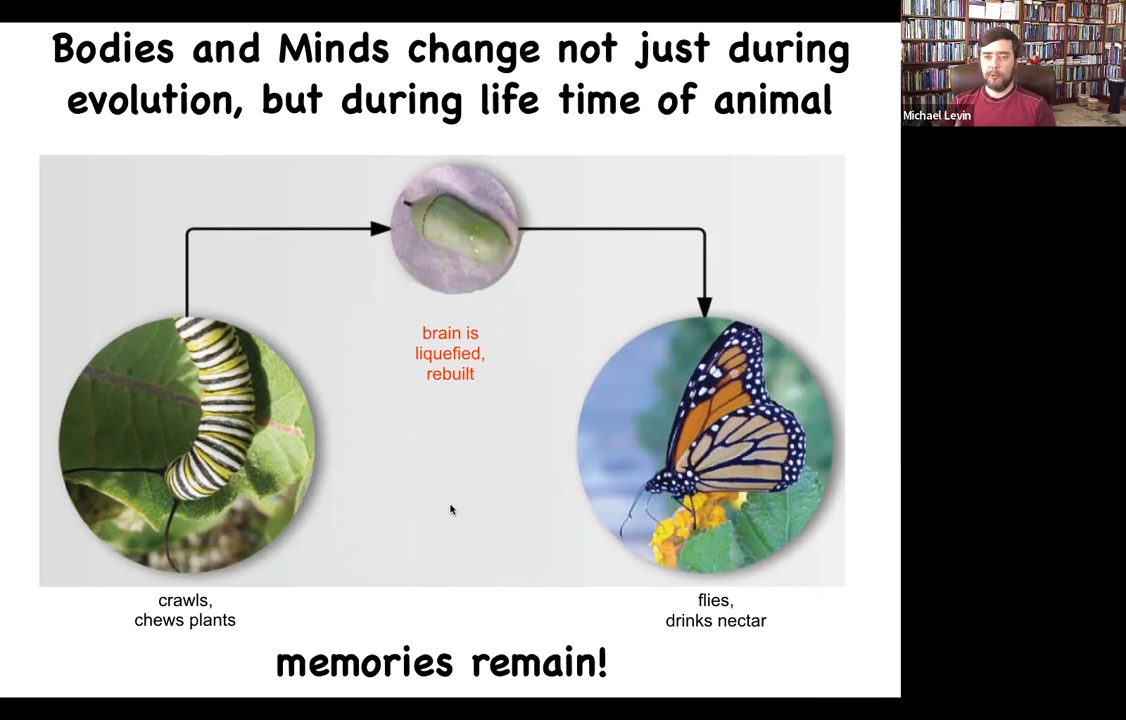 Bodies and Minds change not just during
evolution, but during life time of animal
Michael Levin
brain is
liquefied,
rebuilt
crawls,
chews plants
flies,
drinks nectar
memories remain!